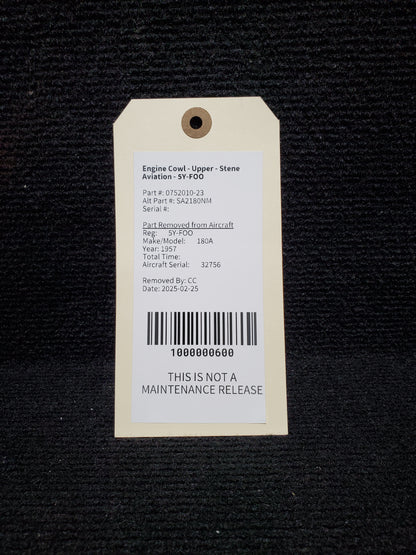 Engine Cowl - Upper - Stene
Aviation - 5Y-FOO
Part #: 0752010-23
Alt Part #: SA2180NM
Serial #:
Part Removed from Aircraft
Reg: 5Y-FOO
Make/Model: 180A
Year: 1957
Total Time:
Aircraft Serial: 32756
Removed By: CC
Date: 2025-02-25
1000000600
THIS IS NOT A
MAINTENANCE RELEASE